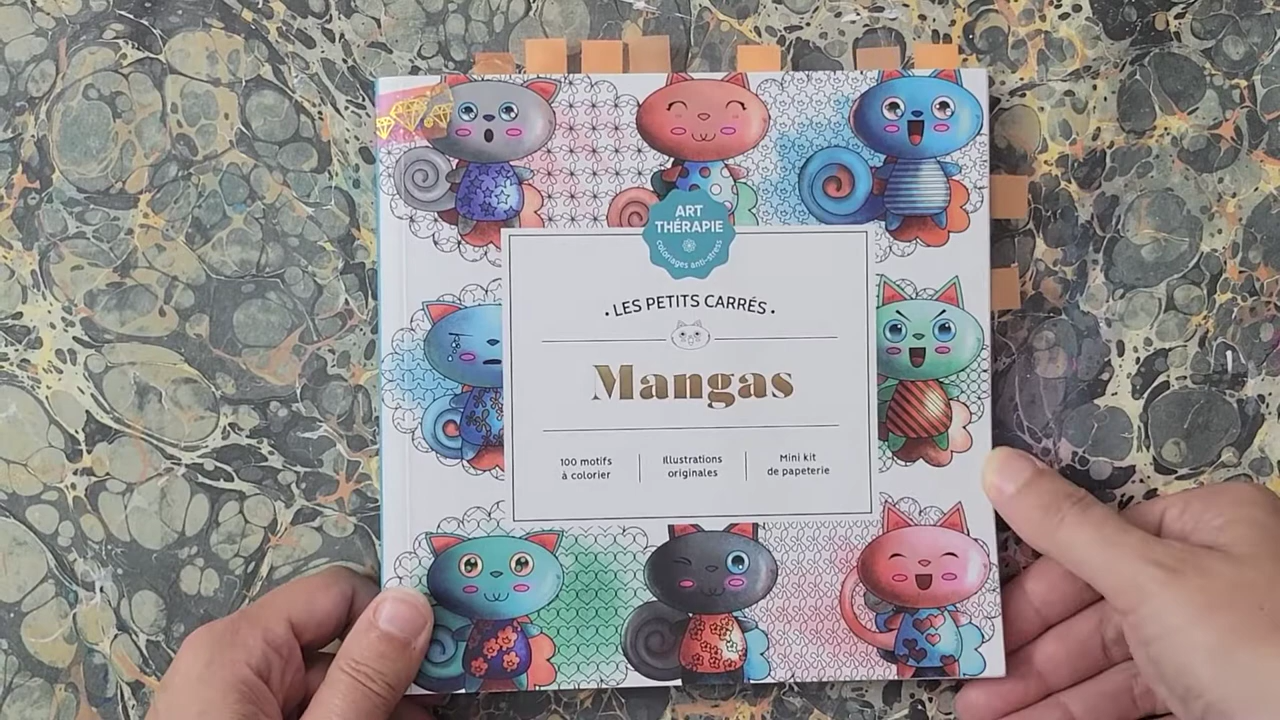 ART
THÉRAPIE
coloriages anti-stress
• LES PETITS CARRÉS •
Mangas
100 motifs
à colorier
Illustrations
originales
Mini kit
de papeterie